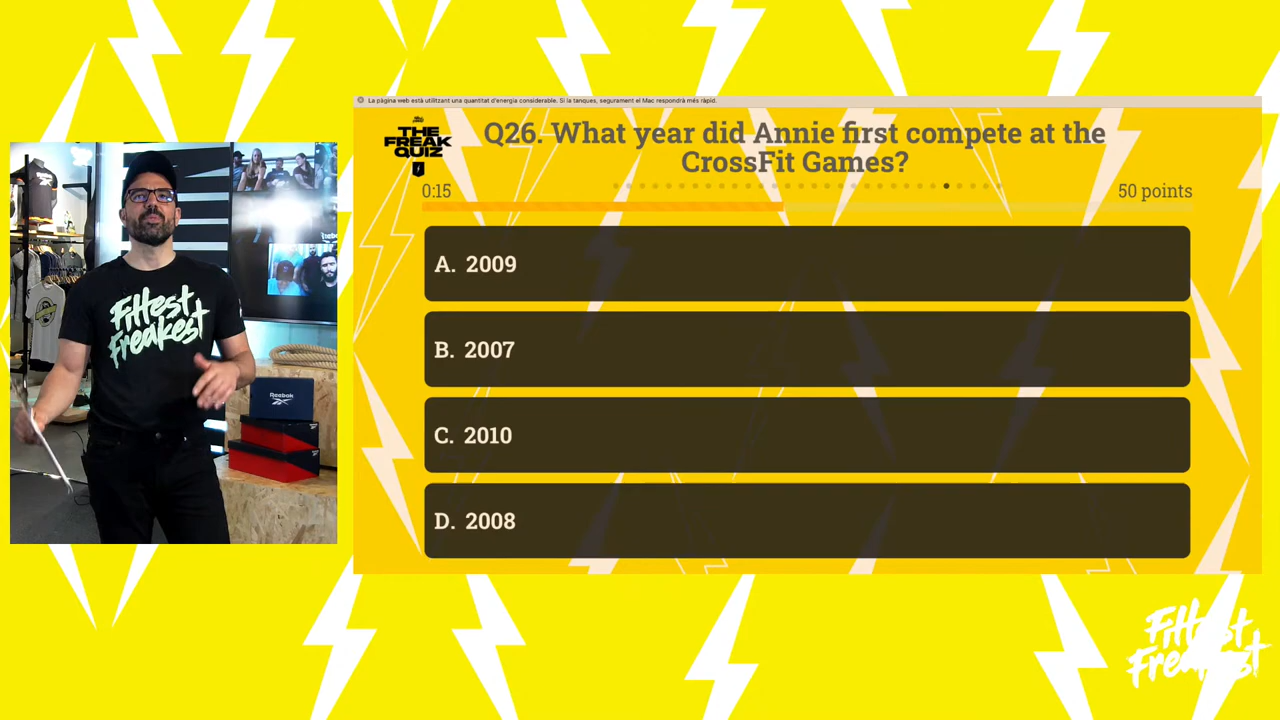 La pàgina web està utilitzant una quantitat d'energia considerable. Si la tanques, segurament el Mac respondrà més ràpid.
THE
FREAK
QUIZ
Q26. What year did Annie first compete at the
CrossFit Games?
0:15
50 points
A. 2009
B. 2007
C. 2010
D. 2008
Fittest
Freakest
Reebok
Fittest
Freakest